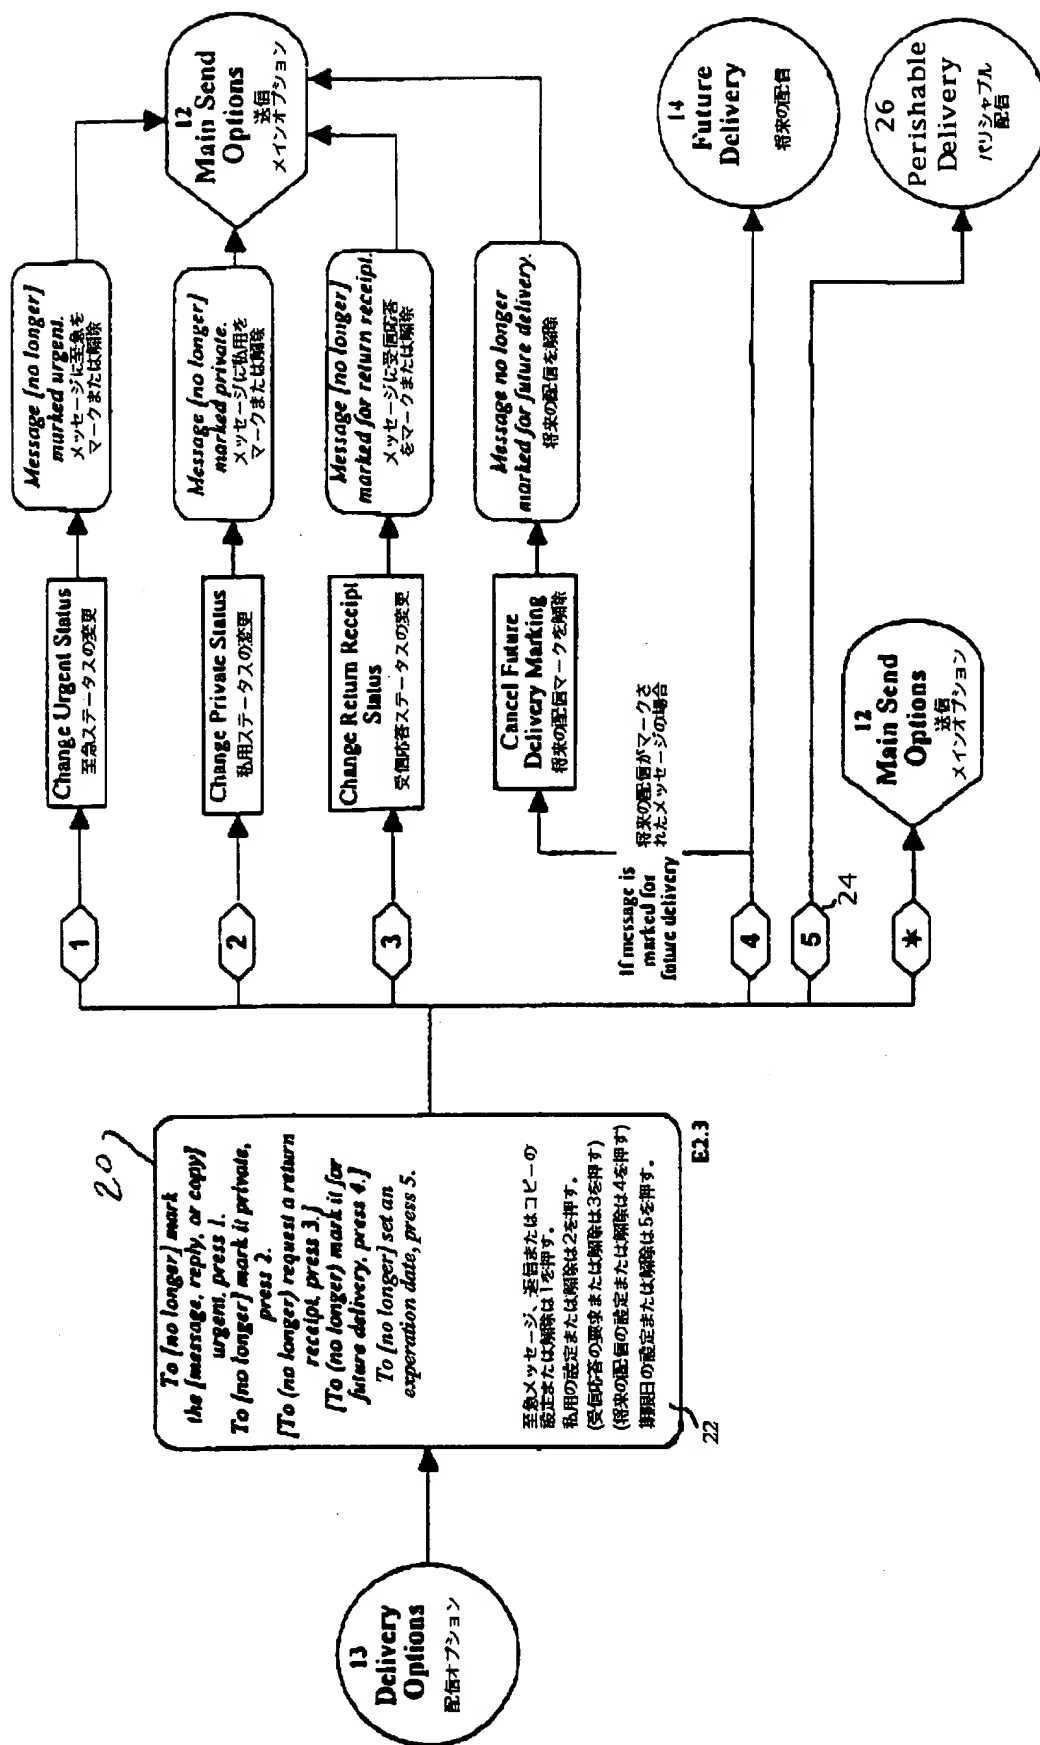 13
Delivery
Options
配信オプション
20
To [no longer] mark
the [message, reply, or copy]
urgent, press 1.
To [no longer] mark it private,
press 2.
[To (no longer) request a return
receipt, press 3.]
[To (no longer) mark it for
future delivery, press 4.]
To [no longer] set an
experation date, press 5.
至急メッセージ、返信またはコピーの
設定または解除は1を押す。
私用の設定または解除は2を押す。
(受信応答の要求または解除は3を押す)
(将来の配信の設定または解除は4を押す)
期限日の設定または解除は5を押す。
22
E2.3
1
Change Urgent Status
至急ステータスの変更
Message [no longer]
marked urgent.
メッセージに至急を
マークまたは解除
2
Change Private Status
私用ステータスの変更
Message [no longer]
marked private.
メッセージに私用を
マークまたは解除
3
Change Return Receipt
Status
受信応答ステータスの変更
Message [no longer]
marked for return receipt.
メッセージに受信応答
をマークまたは解除
12
Main Send
Options
送信
メインオプション
If message is
marked for
future delivery
将来の配信がマークさ
れたメッセージの場合
Cancel Future
Delivery Marking
将来の配信マークを解除
Message no longer
marked for future delivery.
将来の配信を解除
4
14
Future
Delivery
将来の配信
5
24
26
Perishable
Delivery
パリシャブル
配信
*
12
Main Send
Options
送信
メインオプション